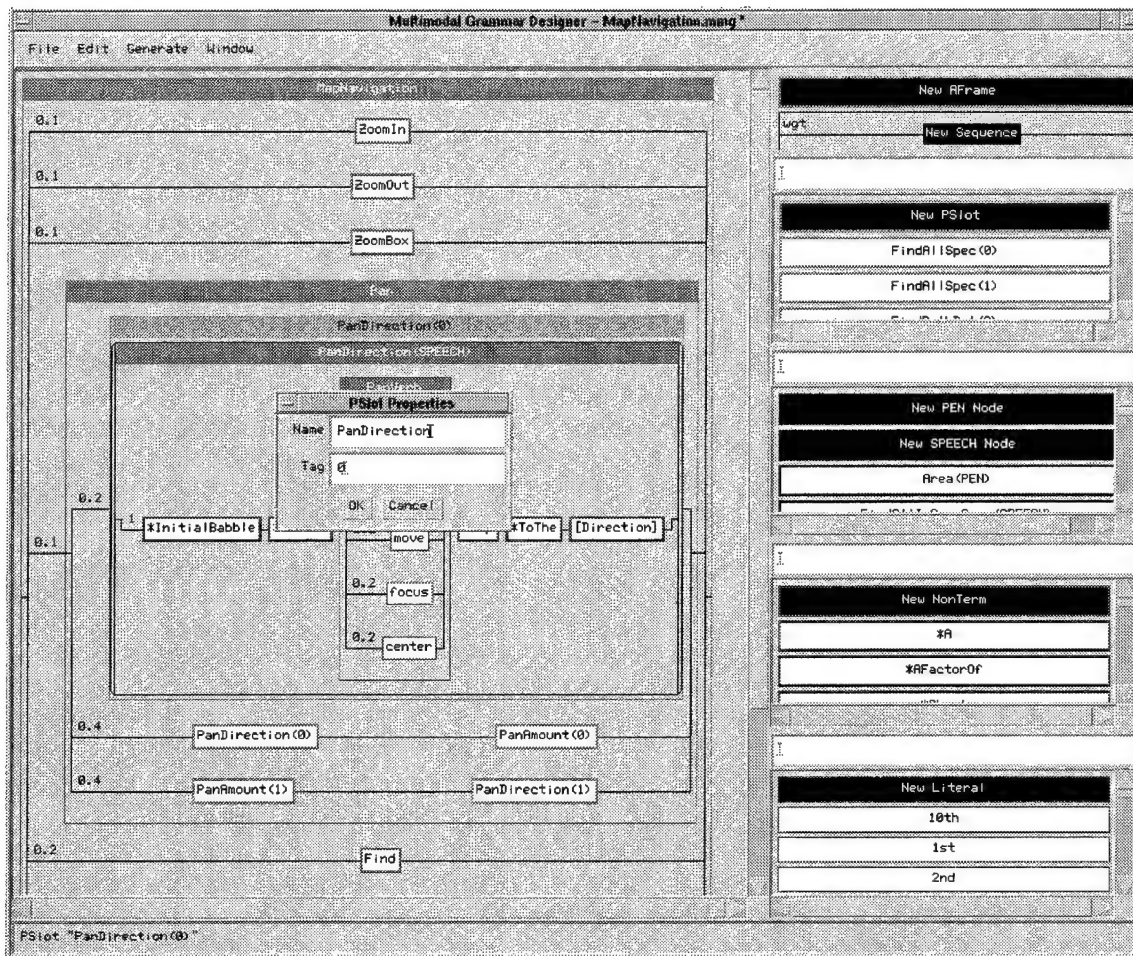 Multimodal Grammar Designer - MapNavigation.mmg *
File Edit Generate Window
MapNavigation
0.1
ZoomIn
0.1
ZoomOut
0.1
ZoomBox
0.1
Pan
0.2
PanDirection(0)
PanDirection(SPEECH)
PSlot Properties
Name PanDirection
Tag 0
OK Cancel
1 *InitialBabble *ToThe [Direction]
move
0.2 focus
0.2 center
0.4 PanDirection(0) PanAmount(0)
0.4 PanAmount(1) PanDirection(1)
0.2 Find
New AFrame
wgt
New Sequence
New PSlot
FindAllSpec(0)
FindAllSpec(1)
New PEN Node
New SPEECH Node
Area(PEN)
New NonTerm
*A
*AFactorOf
New Literal
10th
1st
2nd
PSlot "PanDirection(0)"